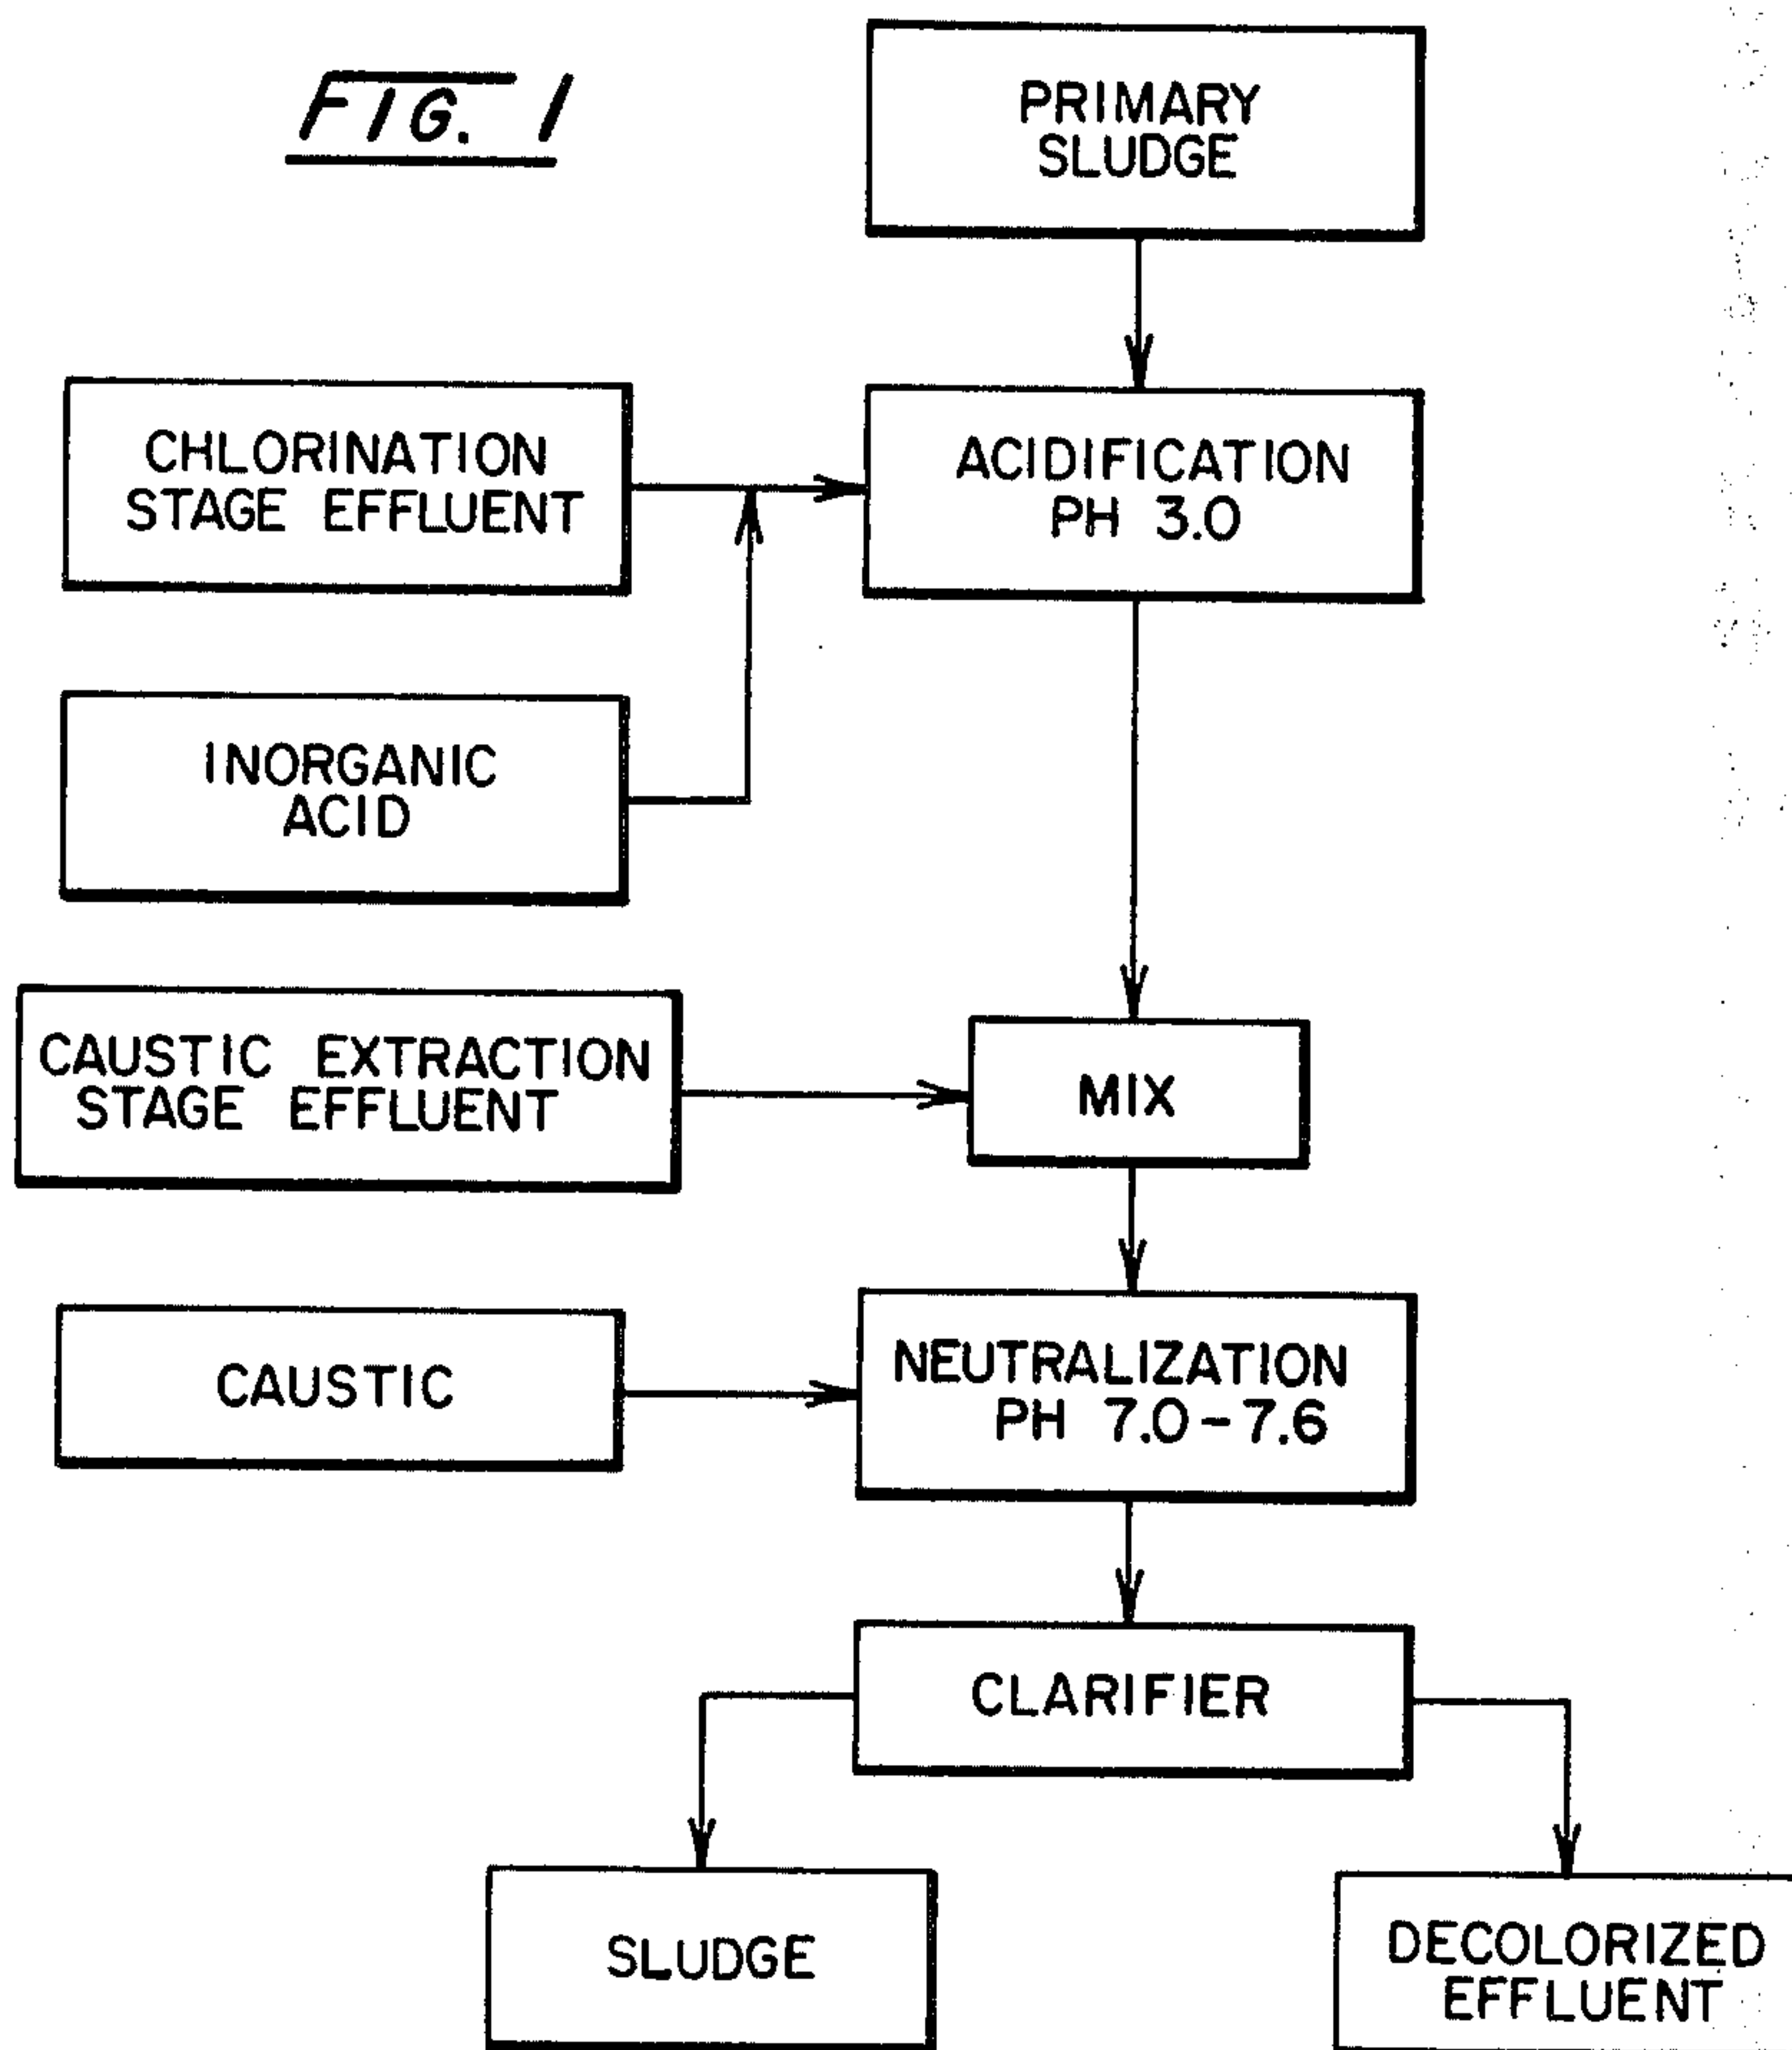 FIG. 1
PRIMARY
SLUDGE
CHLORINATION
STAGE EFFLUENT
ACIDIFICATION
PH 3.0
INORGANIC
ACID
CAUSTIC EXTRACTION
STAGE EFFLUENT
MIX
CAUSTIC
NEUTRALIZATION
PH 7.0-7.6
CLARIFIER
SLUDGE
DECOLORIZED
EFFLUENT